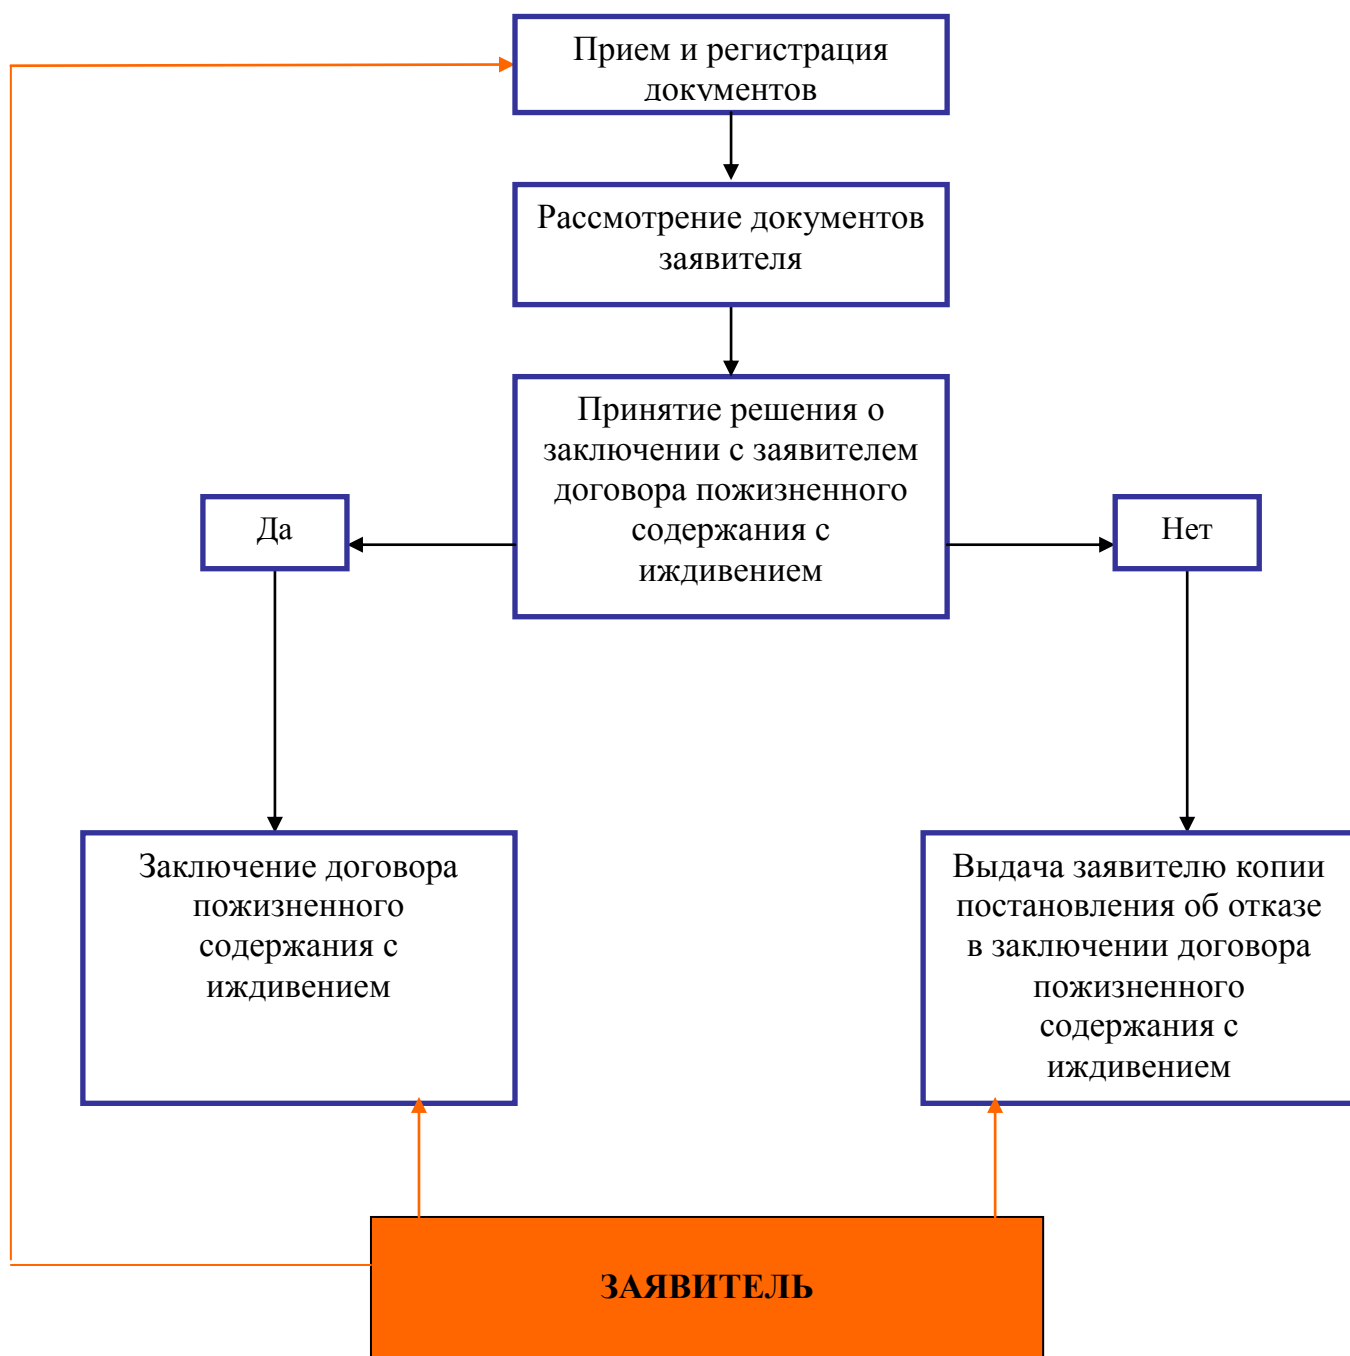 Прием и регистрация
документов
Рассмотрение документов
заявителя
Принятие решения о
заключении с заявителем
договора пожизненного
содержания с
иждивением
Да
Нет
Заключение договора
пожизненного
содержания с
иждивением
Выдача заявителю копии
постановления об отказе
в заключении договора
пожизненного
содержания с
иждивением
ЗАЯВИТЕЛЬ